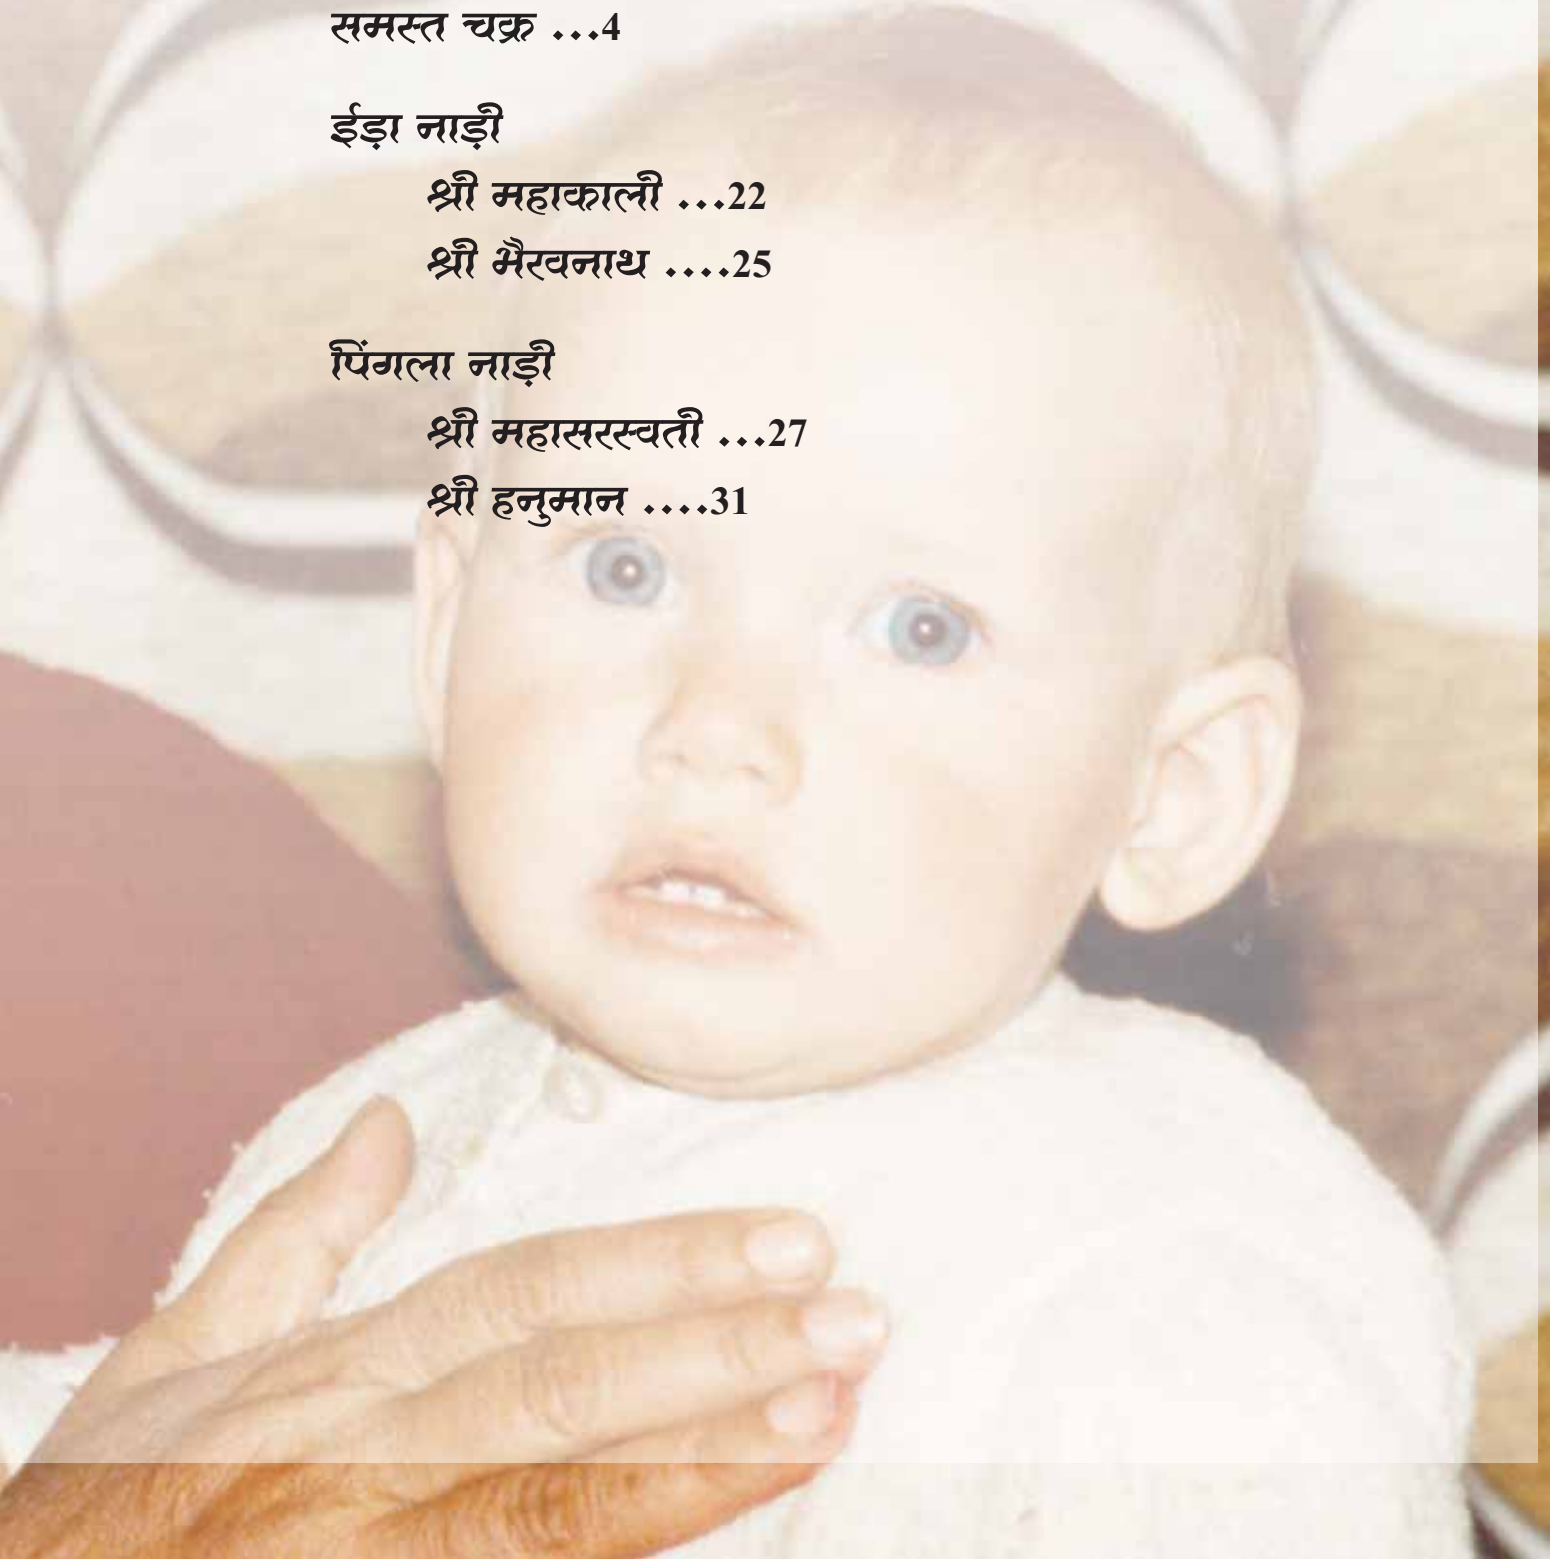 समस्त चक्र ...4
ईड़ा नाड़ी
श्री महाकाली ...22
श्री भैरवनाथ ....25
पिंगला नाड़ी
श्री महासरस्वती ...27
श्री हनुमान ....31